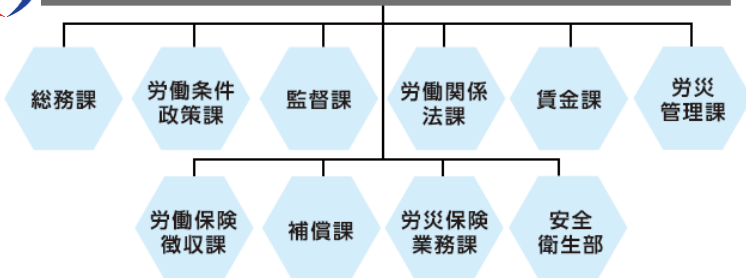 総務課
労働条件
政策課
監督課
労働関係
法課
賃金課
労災
管理課
労働保険
徴収課
補償課
労災保険
業務課
安全
衛生部